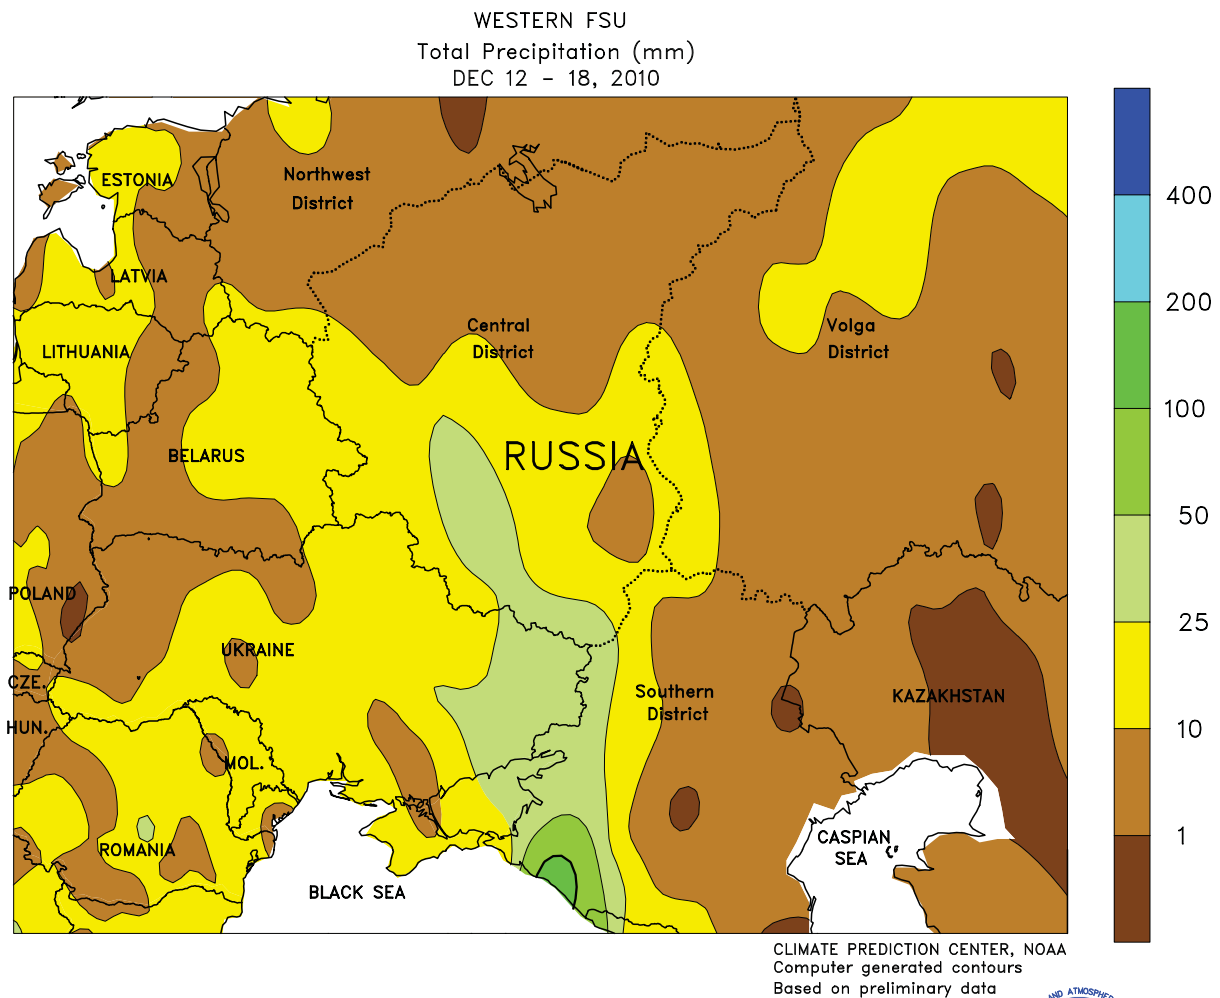 WESTERN FSU
Total Precipitation (mm)
DEC 12 - 18, 2010
Northwest
District
ESTONIA
LATVIA
LITHUANIA
Central
District
Volga
District
BELARUS
RUSSIA
POLAND
UKRAINE
CZE.
HUN.
MOL.
Southern
District
KAZAKHSTAN
ROMANIA
CASPIAN
SEA
BLACK SEA
400
200
100
50
25
10
1
CLIMATE PREDICTION CENTER, NOAA
Computer generated contours
Based on preliminary data
AND